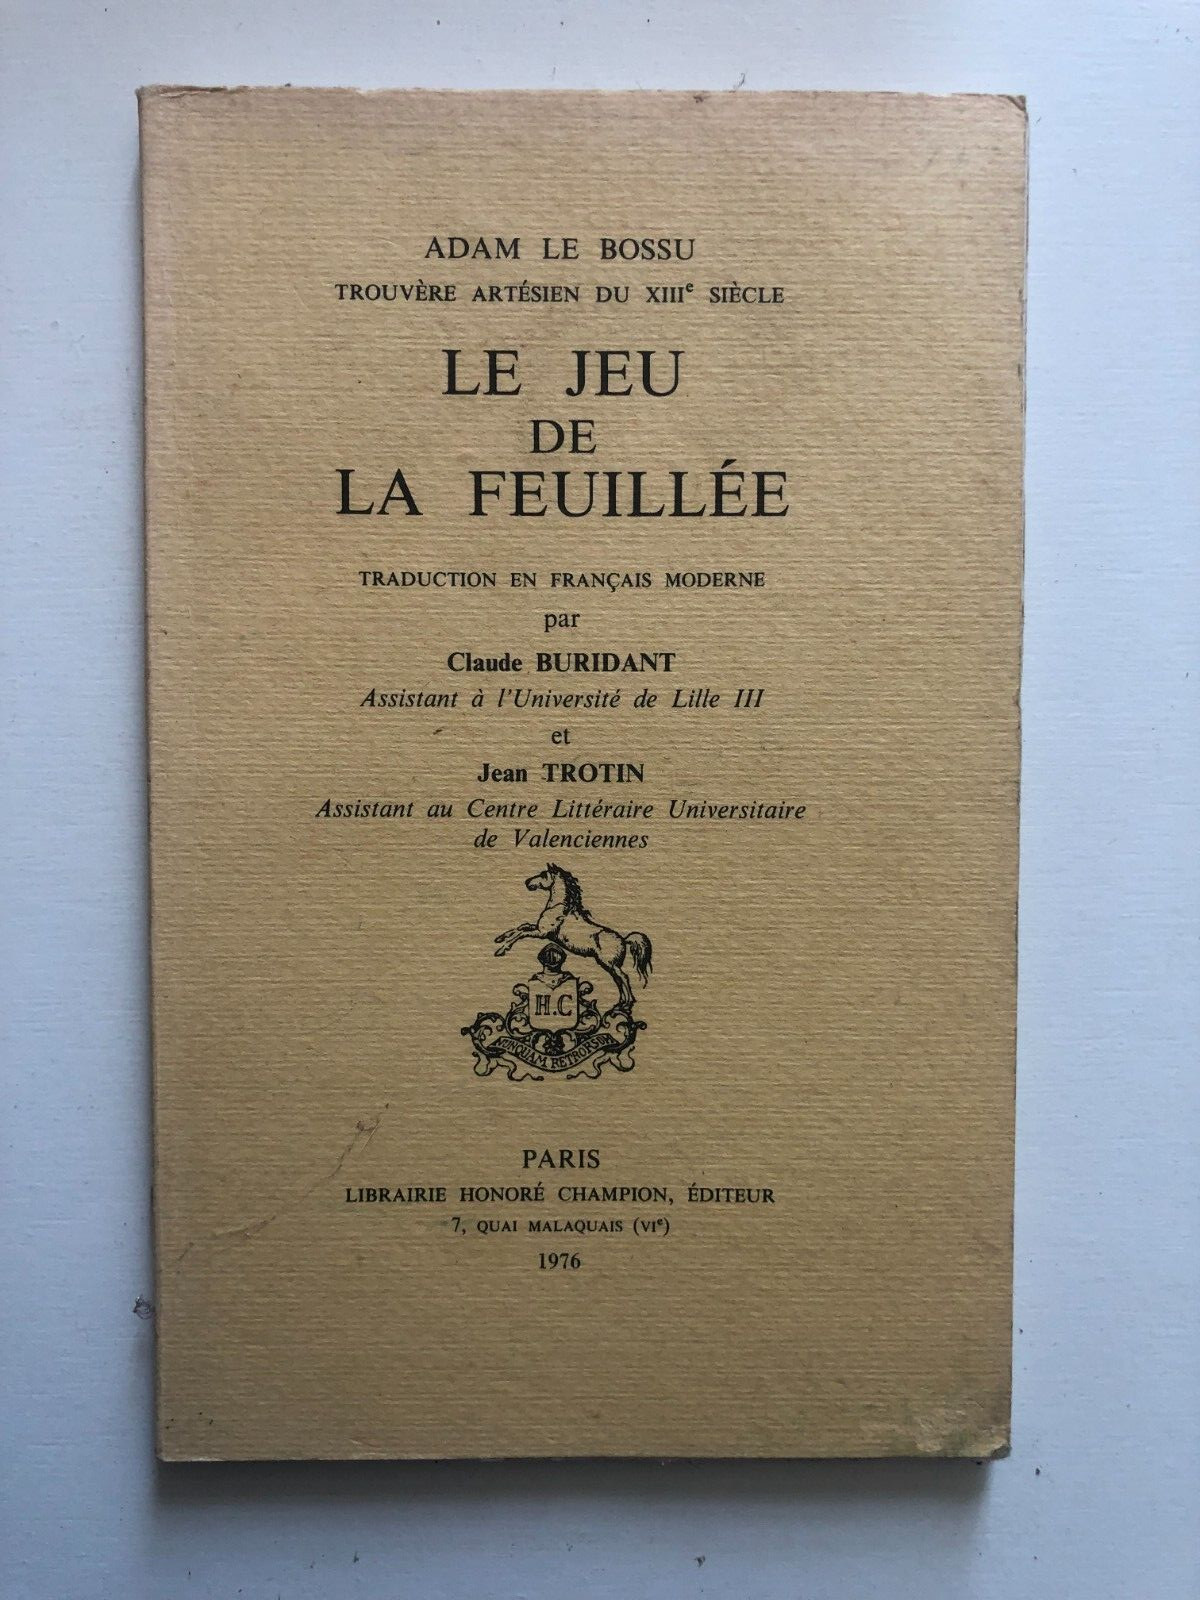 ADAM LE BOSSU
TROUVÈRE ARTÉSIEN DU XIIIe SIÈCLE
LE JEU
DE
LA FEUILLÉE
TRADUCTION EN FRANÇAIS MODERNE
par
Claude BURIDANT
Assistant à l'Université de Lille III
et
Jean TROTIN
Assistant au Centre Littéraire Universitaire
de Valenciennes
H.C
NUNQUAM RETRORSUM
PARIS
LIBRAIRIE HONORÉ CHAMPION, ÉDITEUR
7, QUAI MALAQUAIS (VIe)
1976